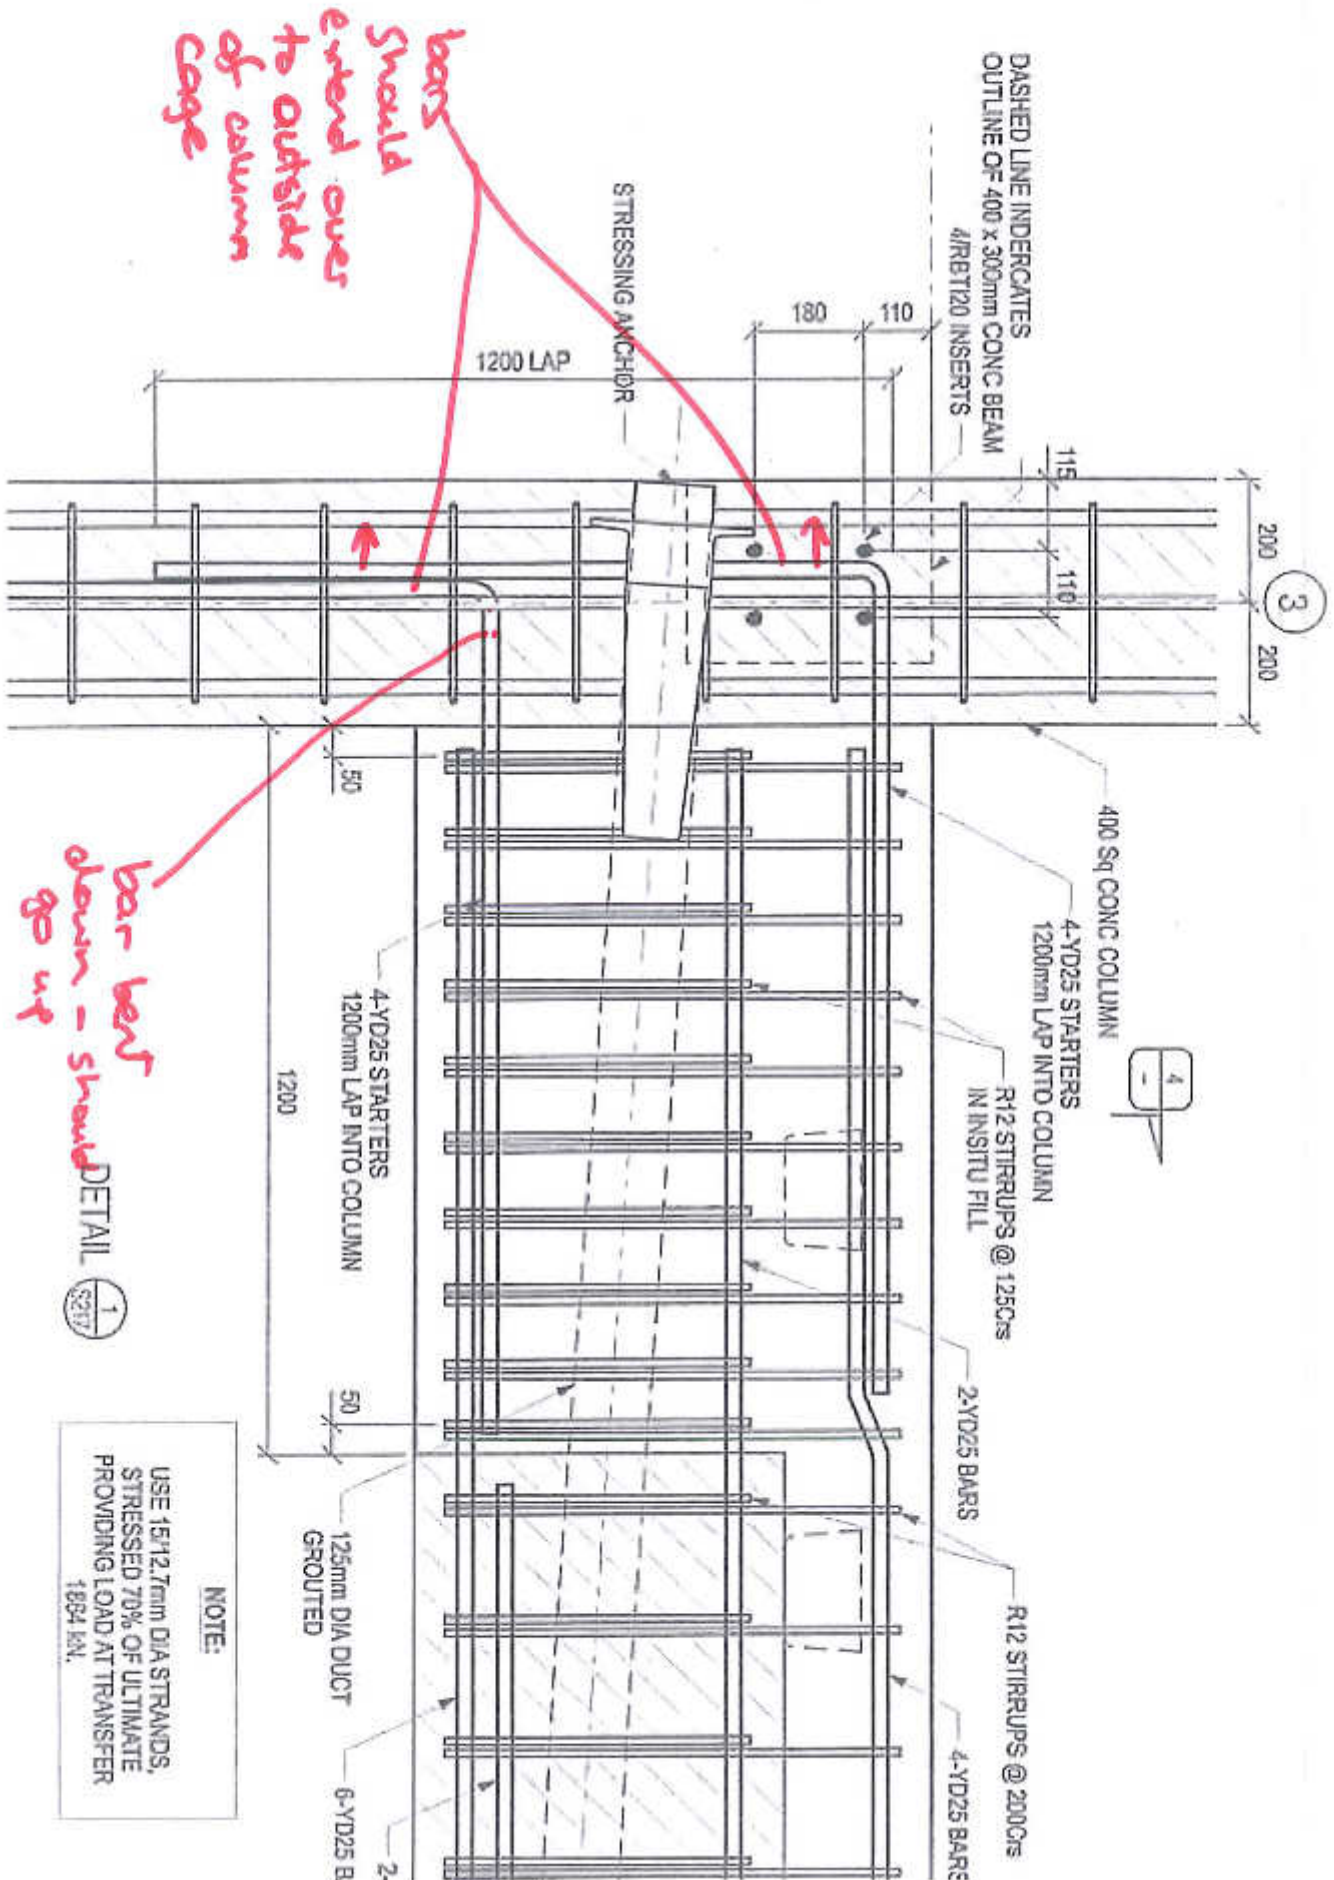 bars
should
extend over
to outside
of column
cage
DASHED LINE INDERCATES
OUTLINE OF 400 x 300mm CONC BEAM
4/RBTI20 INSERTS
STRESSING ANCHOR
180
110
1200 LAP
115
110
200
200
3
400 Sq CONC COLUMN
4-YD25 STARTERS
1200mm LAP INTO COLUMN
4
-
R12 STIRRUPS @ 125Crs
IN INSITU FILL
2-YD25 BARS
R12 STIRRUPS @ 200Crs
4-YD25 BARS
50
4-YD25 STARTERS
1200mm LAP INTO COLUMN
1200
50
125mm DIA DUCT
GROUTED
6-YD25 B
2-
bar bent
down - should
go up
DETAIL
1
S217
NOTE:
USE 15/12.7mm DIA STRANDS,
STRESSED 70% OF ULTIMATE
PROVIDING LOAD AT TRANSFER
1884 kN.